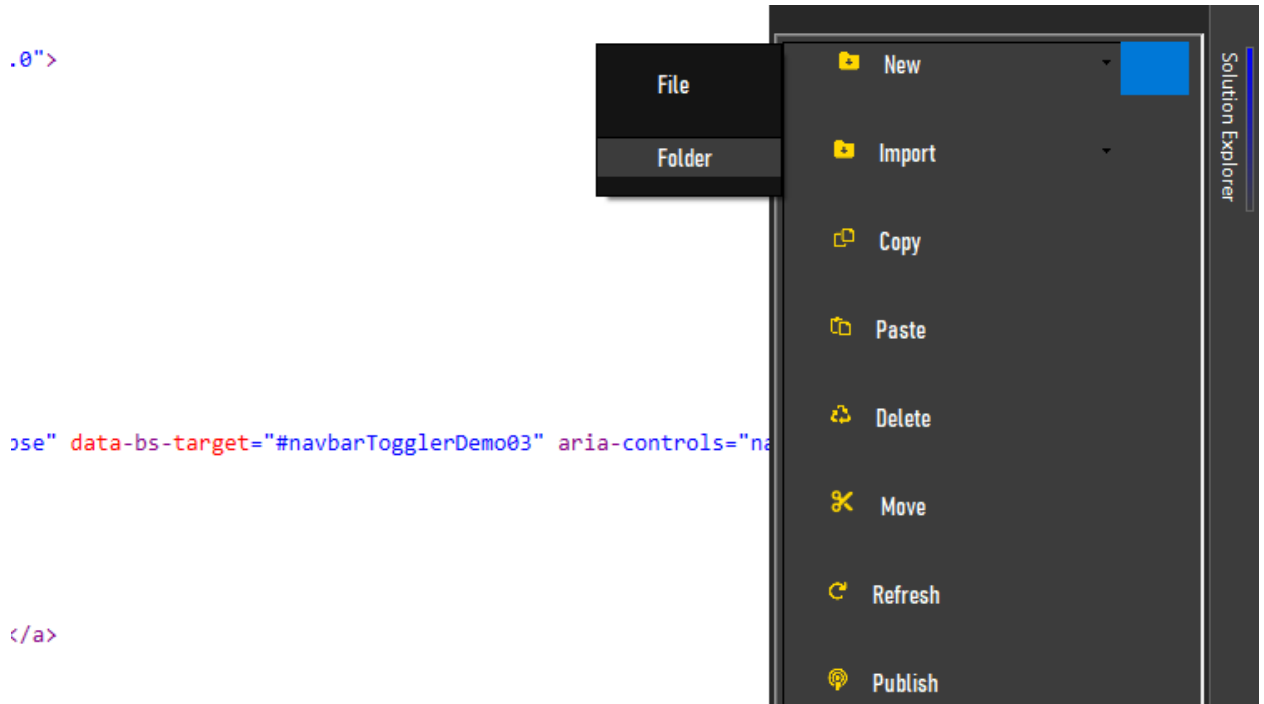 .0">
File
Folder
New
Import
Copy
Paste
Delete
Move
Refresh
Publish
Solution Explorer
data-bs-target="#navbarTogglerDemo03" aria-controls="na
</a>